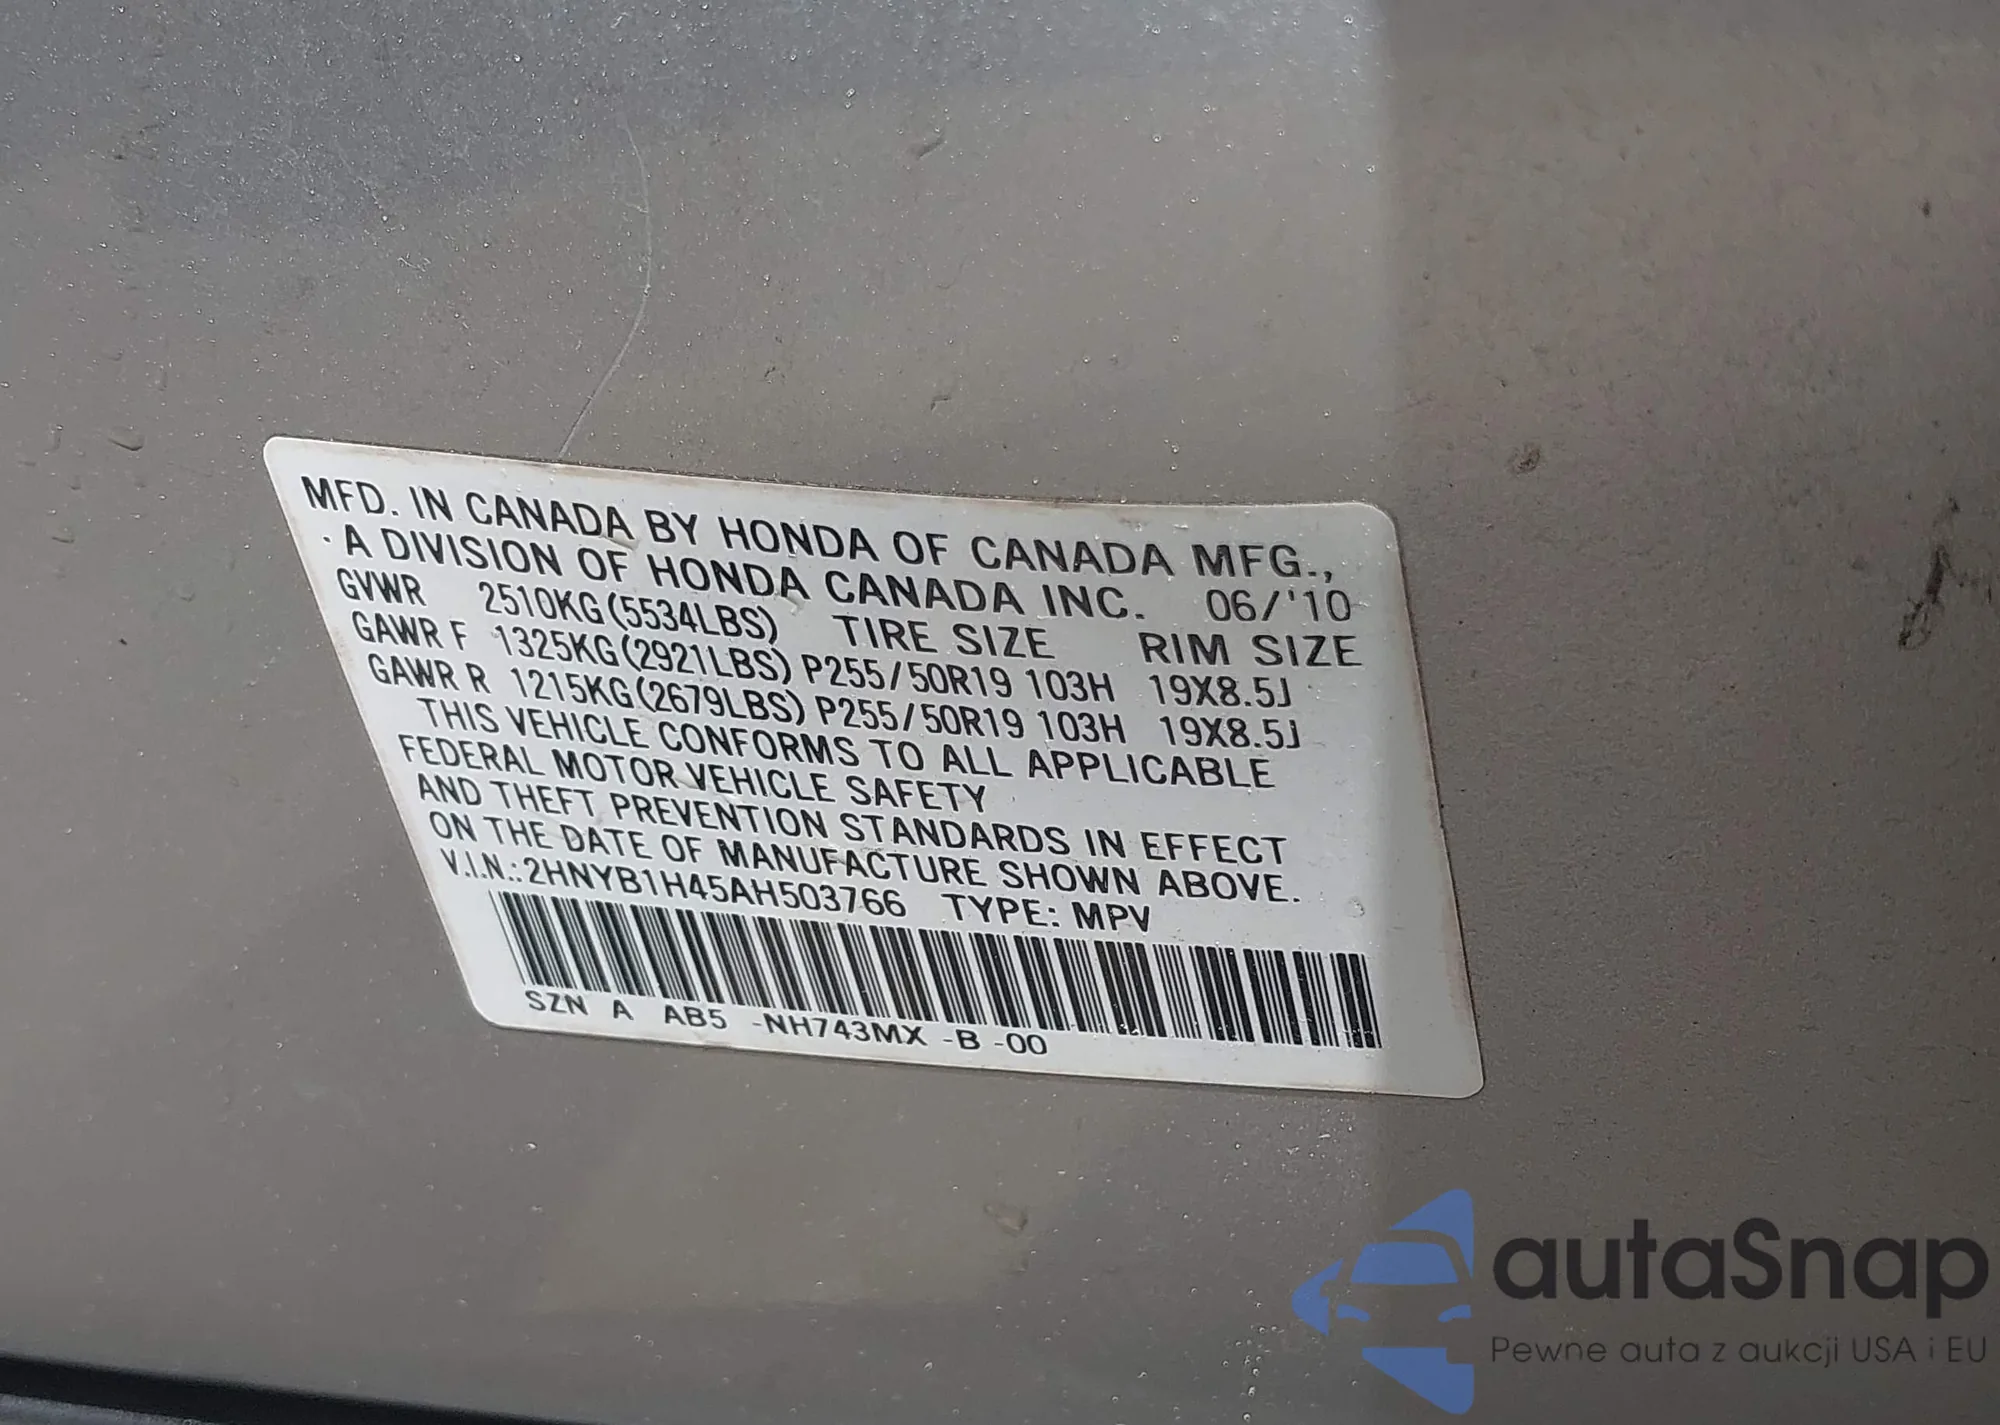 MFD. IN CANADA BY HONDA OF CANADA MFG.,
· A DIVISION OF HONDA CANADA INC. 06/'10
GVWR 2510KG(5534LBS) TIRE SIZE RIM SIZE
GAWR F 1325KG(2921LBS) P255/50R19 103H 19X8.5J
GAWR R 1215KG(2679LBS) P255/50R19 103H 19X8.5J
THIS VEHICLE CONFORMS TO ALL APPLICABLE
FEDERAL MOTOR VEHICLE SAFETY
AND THEFT PREVENTION STANDARDS IN EFFECT
ON THE DATE OF MANUFACTURE SHOWN ABOVE.
V.I.N.:2HNYB1H45AH503766 TYPE: MPV
SZN A AB5 -NH743MX -B -00
autaSnap
Pewne auta z aukcji USA i EU